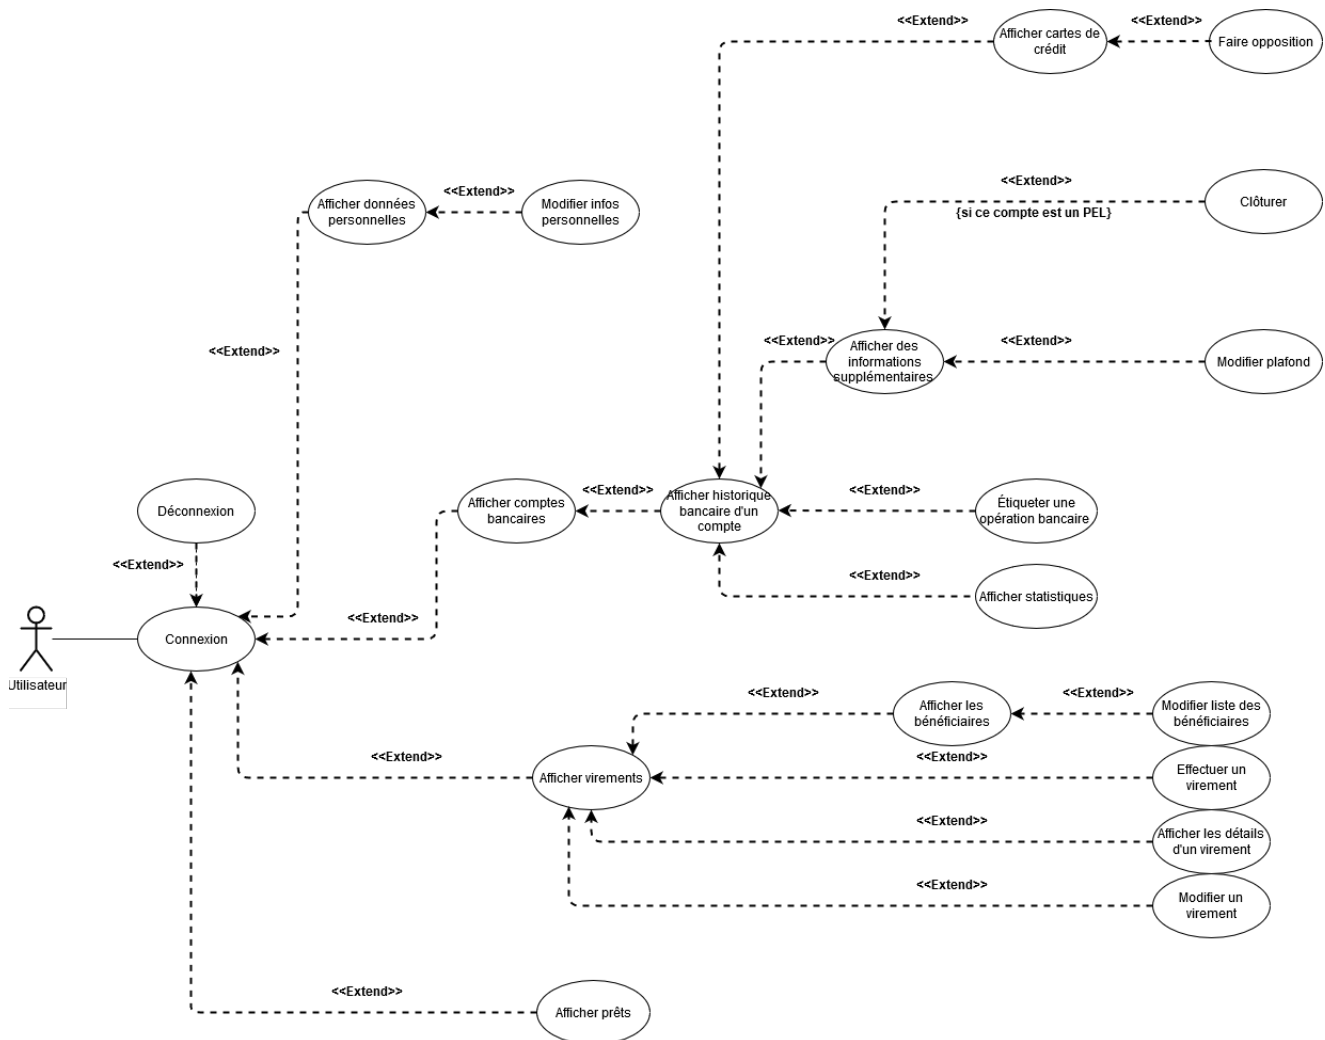 <<Extend>>
<<Extend>>
Afficher cartes de
crédit
Faire opposition
<<Extend>>
<<Extend>>
Afficher données
personnelles
Modifier infos
personnelles
Clôturer
{si ce compte est un PEL}
<<Extend>>
<<Extend>>
<<Extend>>
Afficher des
informations
supplémentaires
Modifier plafond
<<Extend>>
<<Extend>>
Afficher comptes
bancaires
Afficher historique
bancaire d'un
compte
Étiqueter une
opération bancaire
Déconnexion
<<Extend>>
<<Extend>>
Afficher statistiques
<<Extend>>
Connexion
Utilisateur
<<Extend>>
<<Extend>>
Afficher les
bénéficiaires
Modifier liste des
bénéficiaires
<<Extend>>
<<Extend>>
Afficher virements
Effectuer un
virement
<<Extend>>
Afficher les détails
d'un virement
<<Extend>>
Modifier un
virement
<<Extend>>
Afficher prêts